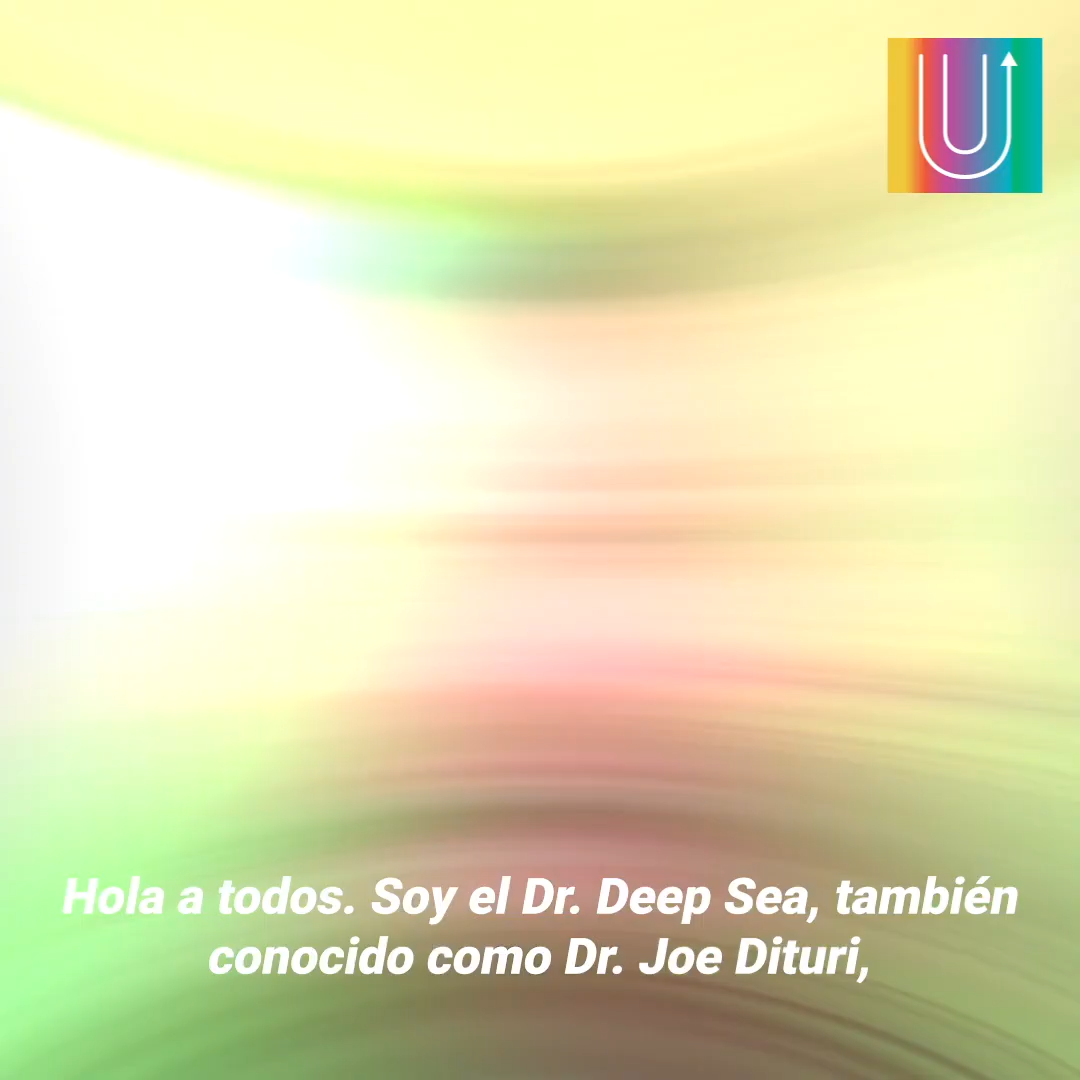 Hola a todos. Soy el Dr. Deep Sea, también
conocido como Dr. Joe Dituri,